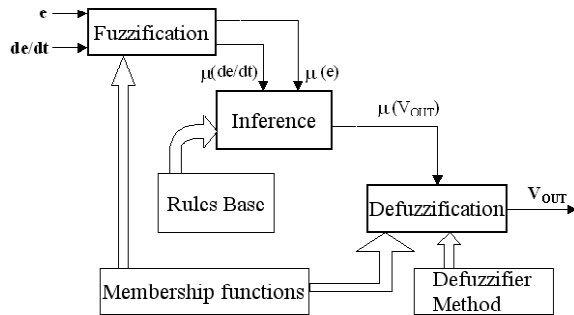 e
Fuzzification
de/dt
μ(de/dt)
μ(e)
Inference
μ(VOUT)
Rules Base
Defuzzification
VOUT
Membership functions
Defuzzifier
Method